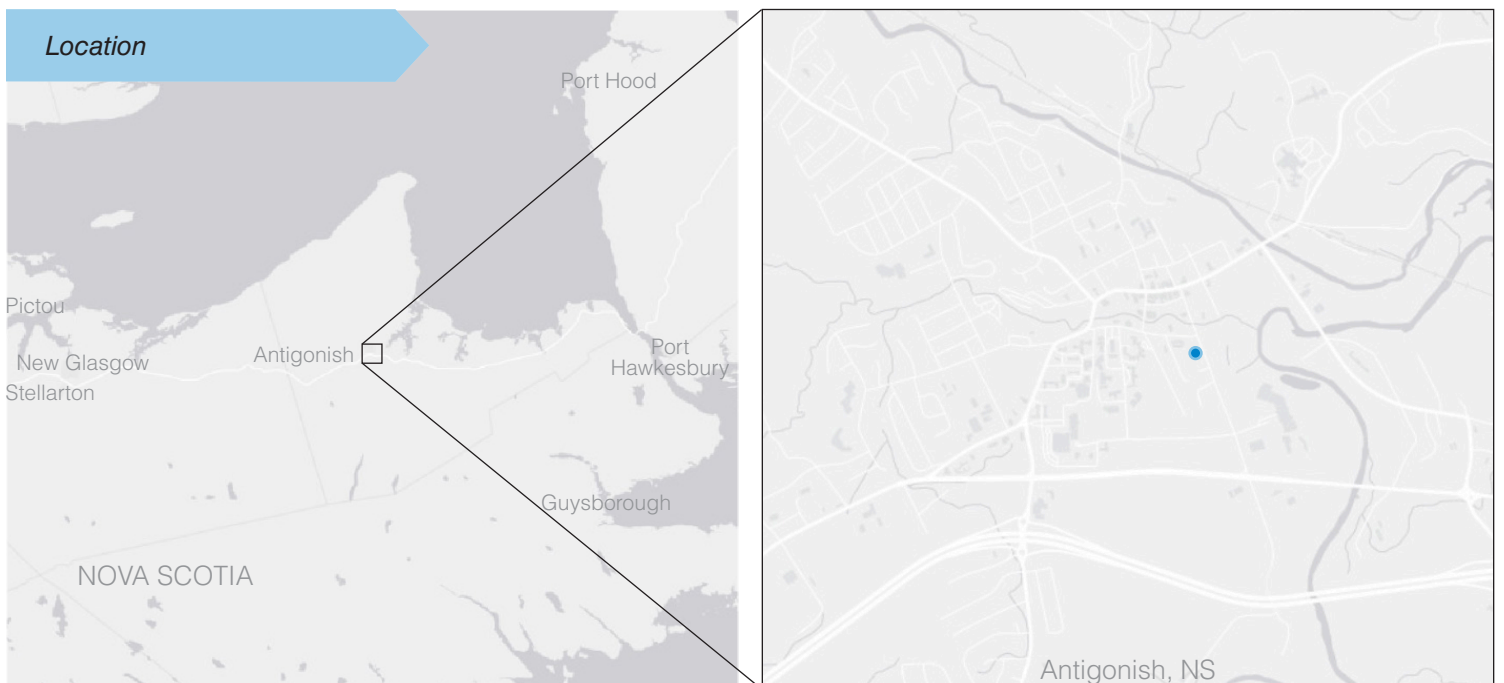 Location
Port Hood
Pictou
New Glasgow
Stellarton
Antigonish
Port
Hawkesbury
Guysborough
NOVA SCOTIA
Antigonish, NS